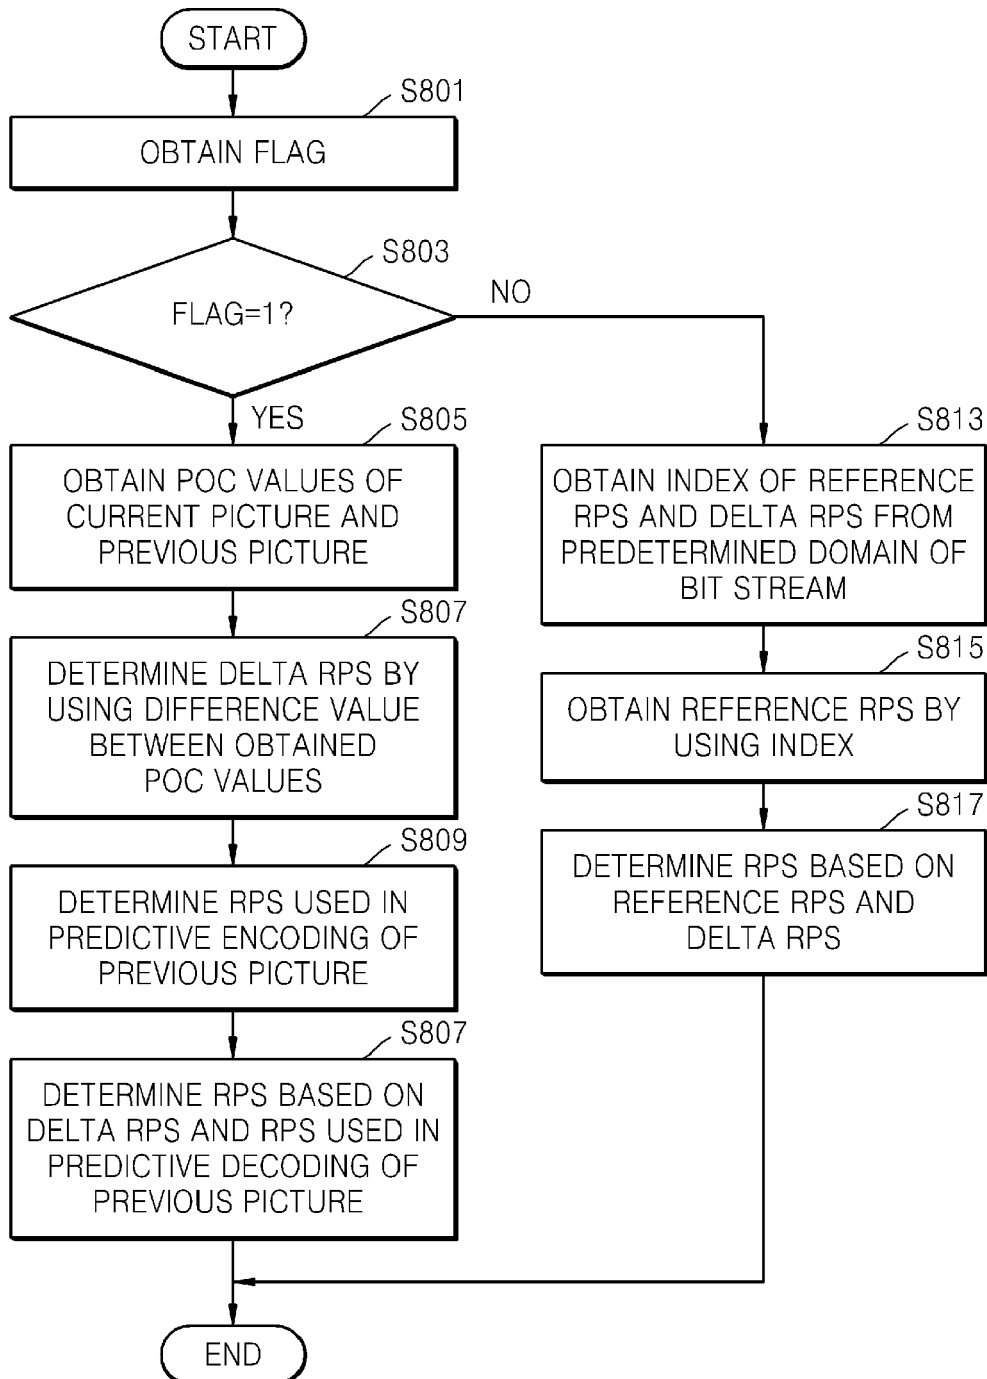 START
S801
OBTAIN FLAG
S803
FLAG=1?
NO
YES
S805
OBTAIN POC VALUES OF
CURRENT PICTURE AND
PREVIOUS PICTURE
S807
DETERMINE DELTA RPS BY
USING DIFFERENCE VALUE
BETWEEN OBTAINED
POC VALUES
S809
DETERMINE RPS USED IN
PREDICTIVE ENCODING OF
PREVIOUS PICTURE
S807
DETERMINE RPS BASED ON
DELTA RPS AND RPS USED IN
PREDICTIVE DECODING OF
PREVIOUS PICTURE
S813
OBTAIN INDEX OF REFERENCE
RPS AND DELTA RPS FROM
PREDETERMINED DOMAIN OF
BIT STREAM
S815
OBTAIN REFERENCE RPS BY
USING INDEX
S817
DETERMINE RPS BASED ON
REFERENCE RPS AND
DELTA RPS
END